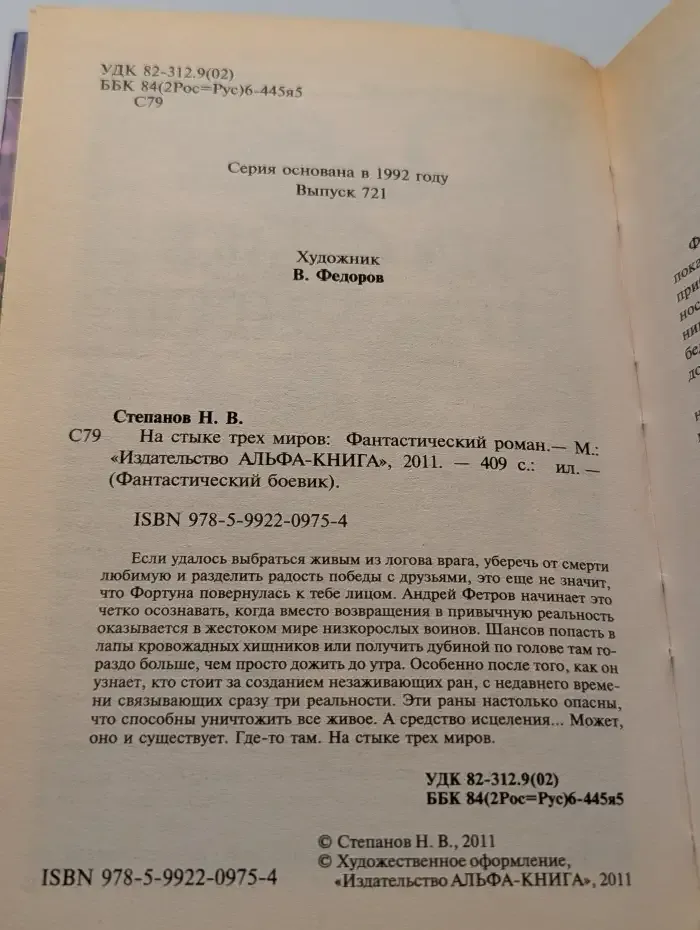 УДК 82-312.9(02)
ББК 84(2Рос=Рус)6-445я5
С79
Серия основана в 1992 году
Выпуск 721
Художник
В. Федоров
Степанов Н. В.
С79 На стыке трех миров: Фантастический роман.— М.:
«Издательство АЛЬФА-КНИГА», 2011. — 409 с.: ил. —
(Фантастический боевик).
ISBN 978-5-9922-0975-4
Если удалось выбраться живым из логова врага, уберечь от смерти
любимую и разделить радость победы с друзьями, это еще не значит,
что Фортуна повернулась к тебе лицом. Андрей Фетров начинает это
четко осознавать, когда вместо возвращения в привычную реальность
оказывается в жестоком мире низкорослых воинов. Шансов попасть в
лапы кровожадных хищников или получить дубиной по голове там го-
раздо больше, чем просто дожить до утра. Особенно после того, как он
узнает, кто стоит за созданием незаживающих ран, с недавнего време-
ни связывающих сразу три реальности. Эти раны настолько опасны,
что способны уничтожить все живое. А средство исцеления... Может,
оно и существует. Где-то там. На стыке трех миров.
УДК 82-312.9(02)
ББК 84(2Рос=Рус)6-445я5
© Степанов Н. В., 2011
© Художественное оформление,
ISBN 978-5-9922-0975-4 «Издательство АЛЬФА-КНИГА», 2011